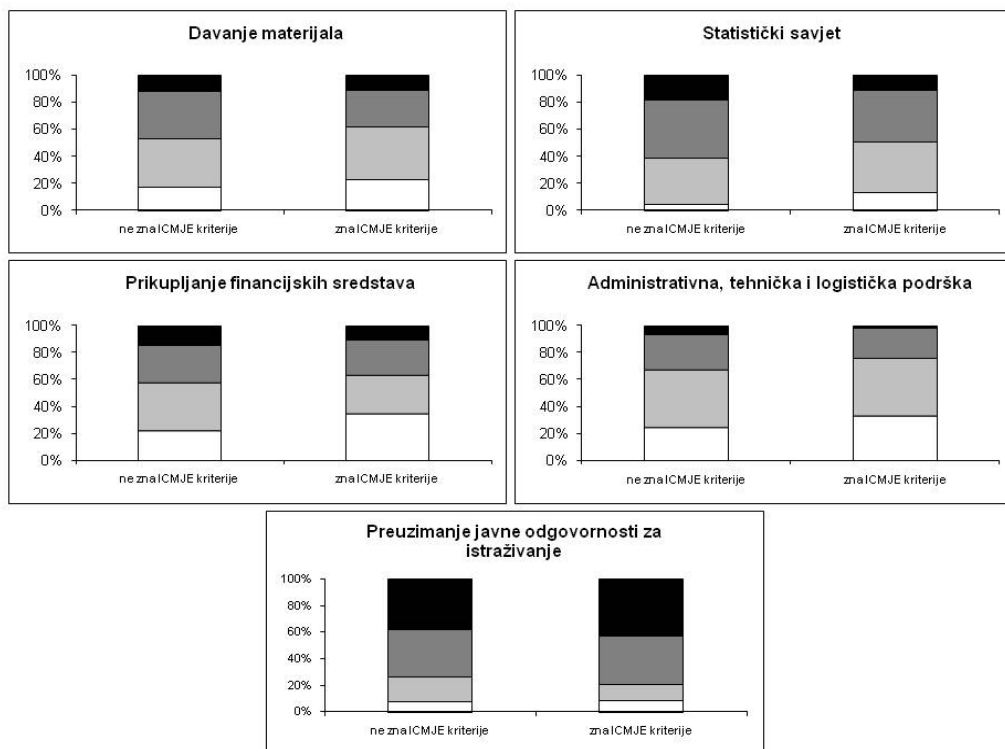 Davanje materijala
100%
80%
60%
40%
20%
0%
ne zna ICMJE kriterije
zna ICMJE kriterije
Statistički savjet
100%
80%
60%
40%
20%
0%
ne zna ICMJE kriterije
zna ICMJE kriterije
Prikupljanje financijskih sredstava
100%
80%
60%
40%
20%
0%
ne zna ICMJE kriterije
zna ICMJE kriterije
Administrativna, tehnička i logistička podrška
100%
80%
60%
40%
20%
0%
ne zna ICMJE kriterije
zna ICMJE kriterije
Preuzimanje javne odgovornosti za
istraživanje
100%
80%
60%
40%
20%
0%
ne zna ICMJE kriterije
zna ICMJE kriterije